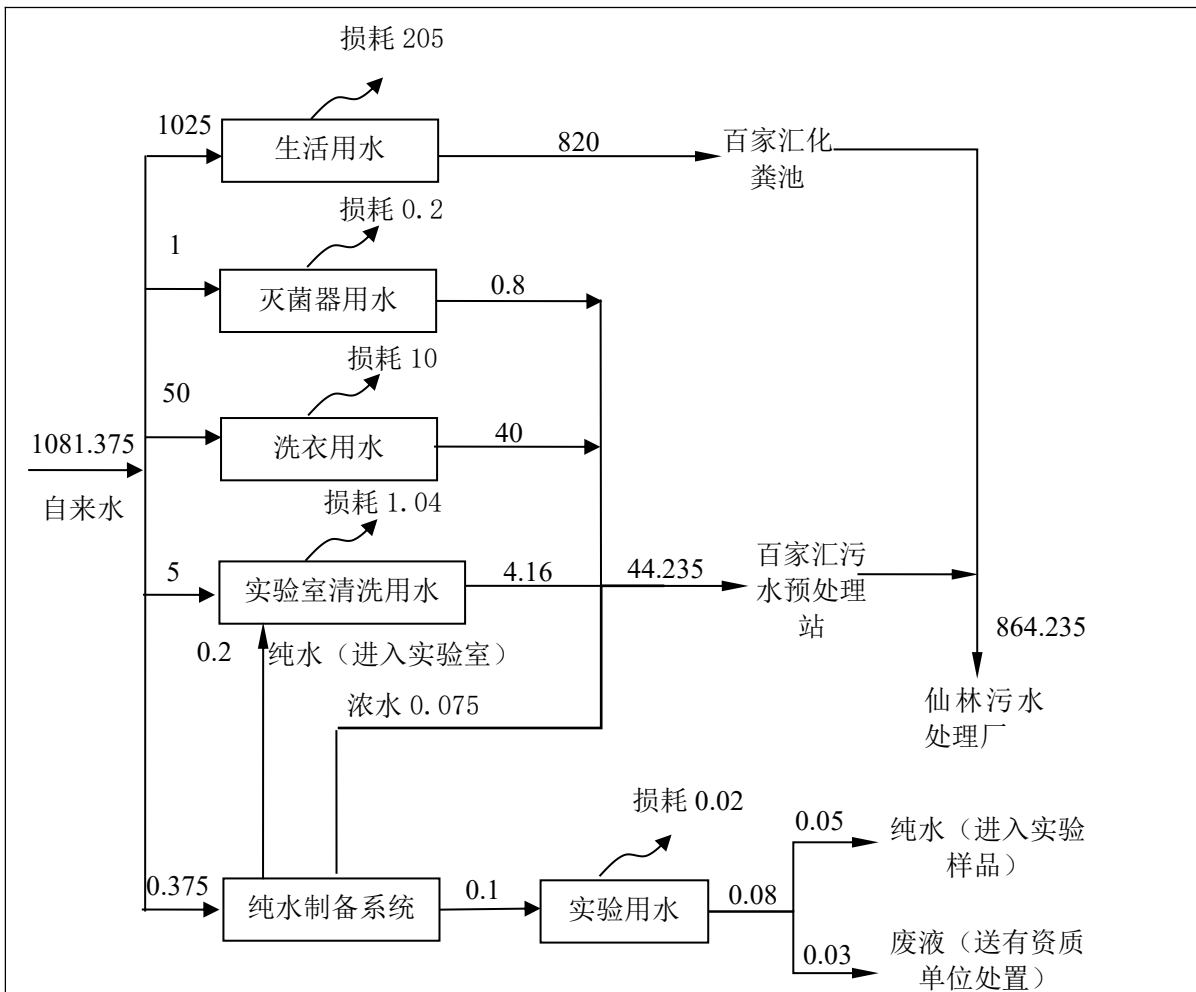 损耗 205
1025
生活用水
820
百家汇化
粪池
损耗 0.2
1
灭菌器用水
0.8
损耗 10
50
洗衣用水
40
1081.375
自来水
损耗 1.04
5
实验室清洗用水
4.16
44.235
百家汇污
水预处理
站
864.235
0.2
纯水（进入实验室）
浓水 0.075
仙林污水
处理厂
损耗 0.02
0.05
纯水（进入实验
样品）
0.375
纯水制备系统
0.1
实验用水
0.08
0.03
废液（送有资质
单位处置）